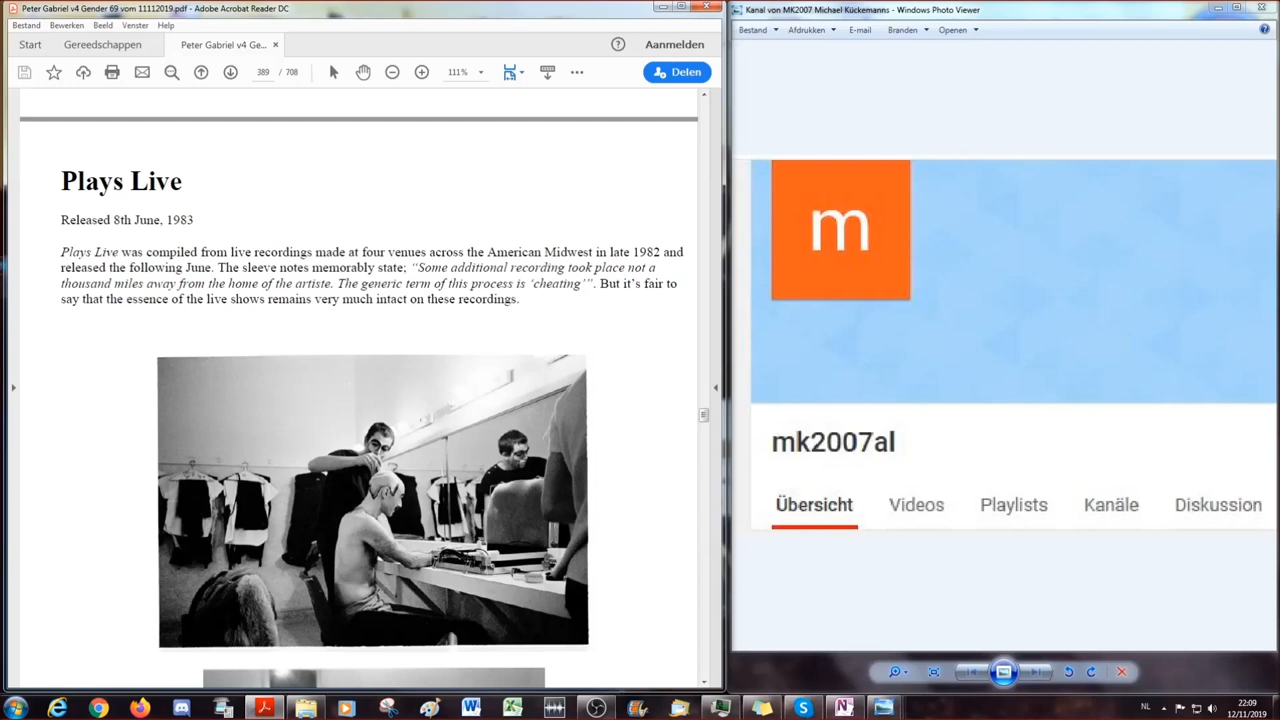 Peter Gabriel v4 Gender 69 vom 11112019.pdf - Adobe Acrobat Reader DC
Bestand Bewerken Beeld Venster Help
Start Gereedschappen Peter Gabriel v4 Ge... × Aanmelden
389 / 708 111% Delen
Plays Live
Released 8th June, 1983
Plays Live was compiled from live recordings made at four venues across the American Midwest in late 1982 and
released the following June. The sleeve notes memorably state; “Some additional recording took place not a
thousand miles away from the home of the artiste. The generic term of this process is ‘cheating’”. But it’s fair to
say that the essence of the live shows remains very much intact on these recordings.
Kanal von MK2007 Michael Kückemanns - Windows Photo Viewer
Bestand Afdrukken E-mail Branden Openen
m
mk2007al
Übersicht Videos Playlists Kanäle Diskussion
NL 22:09
12/11/2019